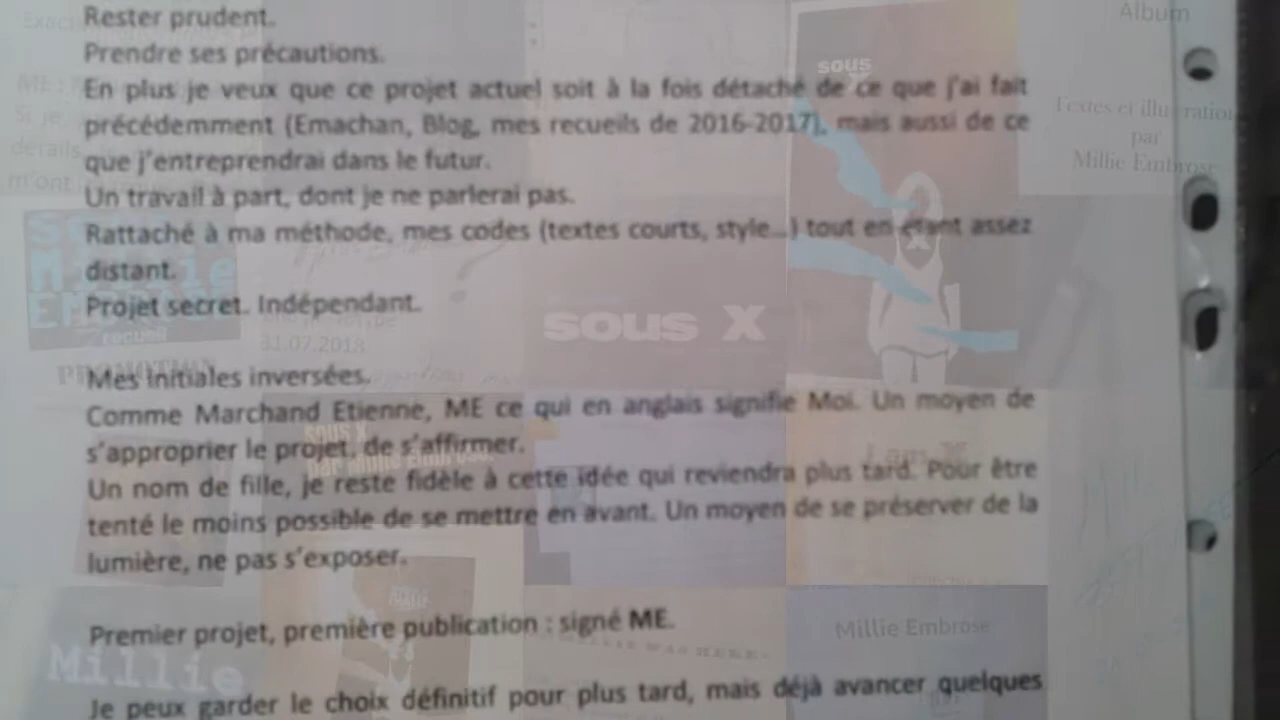 Rester prudent.
Prendre ses précautions.
En plus je veux que ce projet actuel soit à la fois détaché de ce que j'ai fait
précédemment (Emachan, Blog, mes recueils de 2016-2017), mais aussi de ce
que j'entreprendrai dans le futur.
Un travail à part, dont je ne parlerai pas.
Rattaché à ma méthode, mes codes (textes courts, style...) tout en étant assez
distant.
Projet secret. Indépendant.
Mes initiales inversées.
Comme Marchand Etienne, ME ce qui en anglais signifie Moi. Un moyen de
s'approprier le projet, de s'affirmer.
Un nom de fille, je reste fidèle à cette idée qui reviendra plus tard. Pour être
tenté le moins possible de se mettre en avant. Un moyen de se préserver de la
lumière, ne pas s'exposer.
Premier projet, première publication : signé ME.
Je peux garder le choix définitif pour plus tard, mais déjà avancer quelques
Album
Textes et illustration
par
Millie Embrose
sous
X
sous X
31.07.2018
sous X
I am X
Millie
Millie Embrose